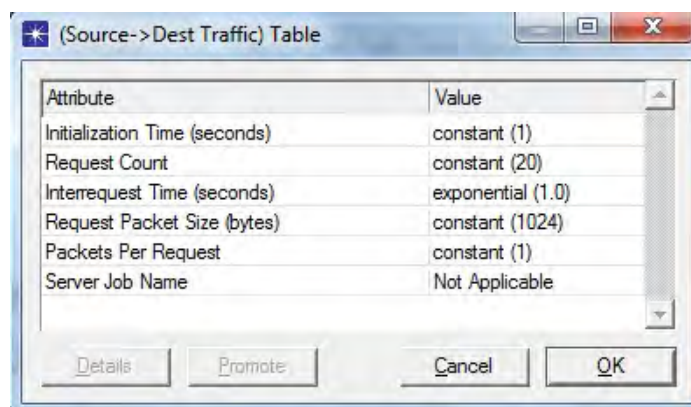 (Source->Dest Traffic) Table
Attribute Value
Initialization Time (seconds) constant (1)
Request Count constant (20)
Interrequest Time (seconds) exponential (1.0)
Request Packet Size (bytes) constant (1024)
Packets Per Request constant (1)
Server Job Name Not Applicable
Details Promote Cancel OK